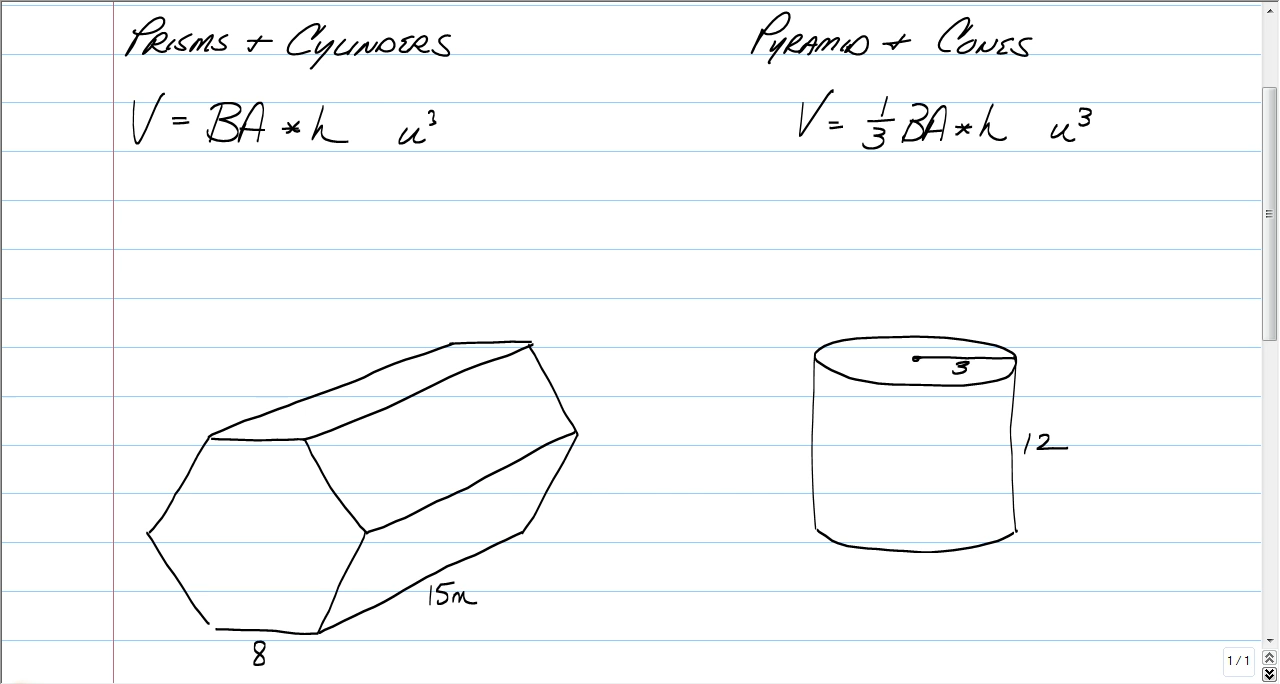 PRISMS + CYLINDERS
V = BA * h u³
PYRAMID + CONES
V = 1/3 BA * h u³
3
12
15m
8
1/1